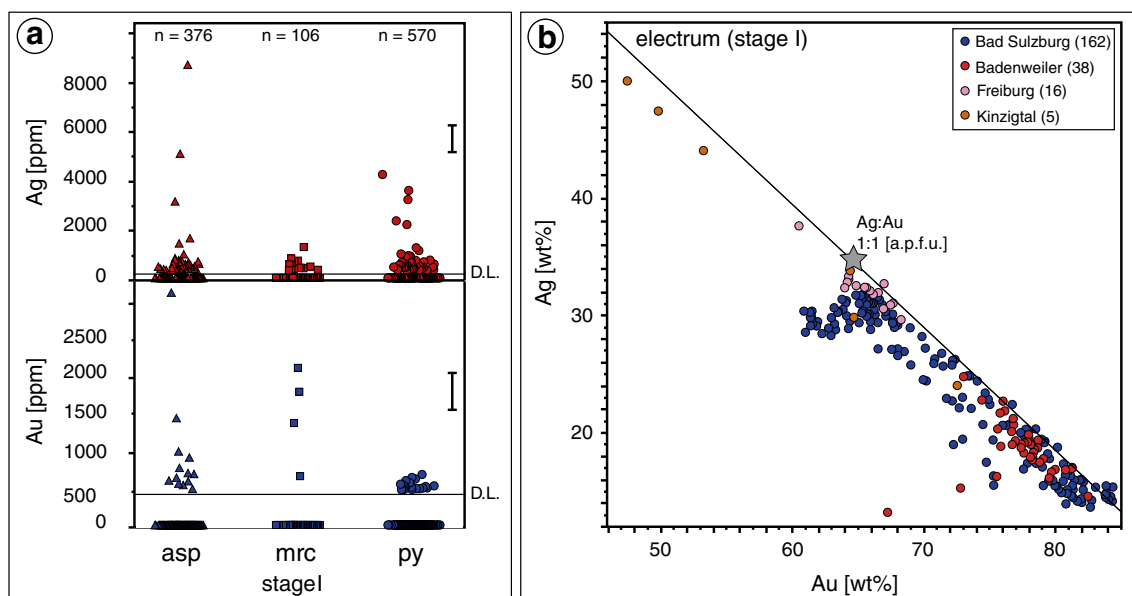 a
n = 376 n = 106 n = 570
Ag [ppm]
8000
6000
4000
2000
0
D.L.
Au [ppm]
2500
2000
1500
1000
500
0
D.L.
asp mrc py
stageI
b
electrum (stage I)
Bad Sulzburg (162)
Badenweiler (38)
Freiburg (16)
Kinzigtal (5)
Ag:Au
1:1 [a.p.f.u.]
Ag [wt%]
50
40
30
20
50 60 70 80
Au [wt%]